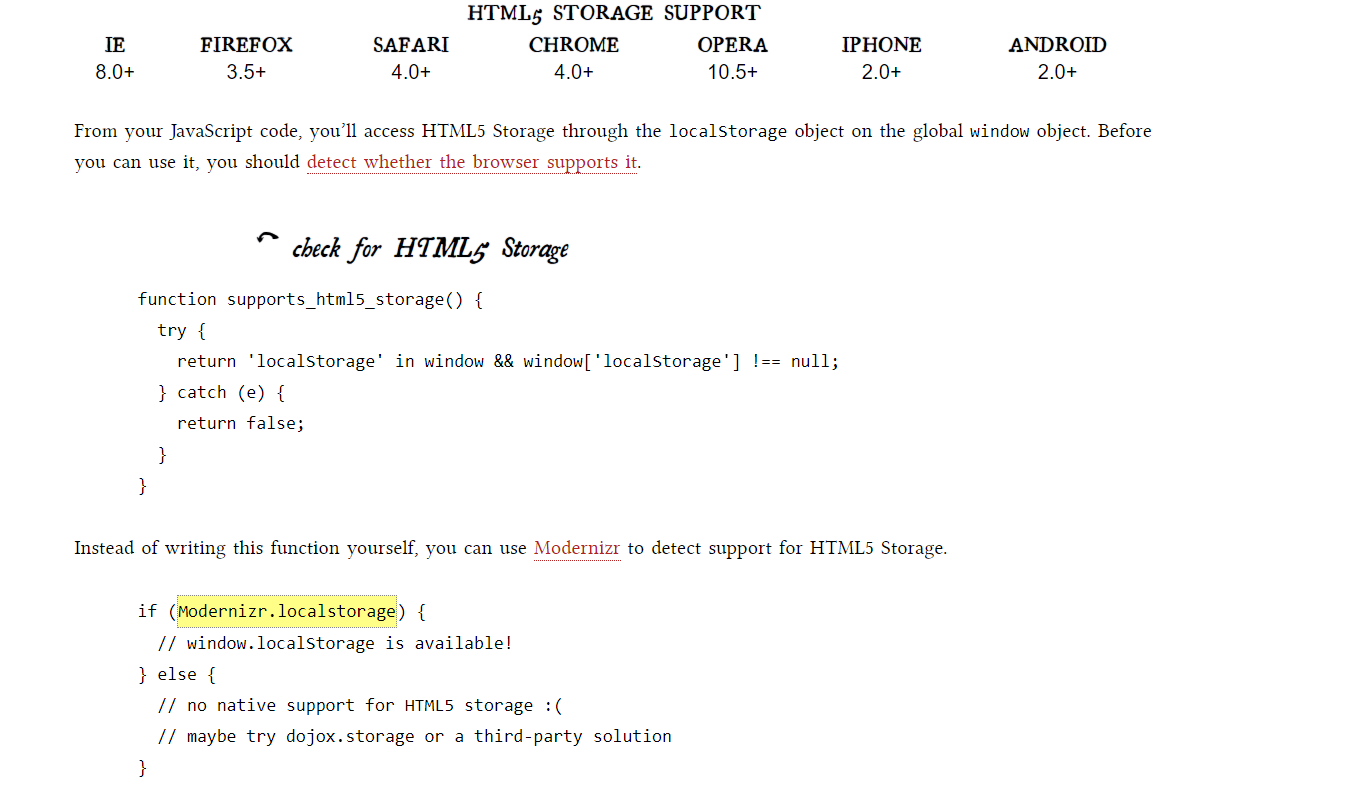 HTML5 STORAGE SUPPORT
IE FIREFOX SAFARI CHROME OPERA IPHONE ANDROID
8.0+ 3.5+ 4.0+ 4.0+ 10.5+ 2.0+ 2.0+
From your JavaScript code, you’ll access HTML5 Storage through the localStorage object on the global window object. Before
you can use it, you should detect whether the browser supports it.
check for HTML5 Storage
function supports_html5_storage() {
  try {
    return 'localStorage' in window && window['localStorage'] !== null;
  } catch (e) {
    return false;
  }
}
Instead of writing this function yourself, you can use Modernizr to detect support for HTML5 Storage.
if (Modernizr.localstorage) {
  // window.localStorage is available!
} else {
  // no native support for HTML5 storage :(
  // maybe try dojox.storage or a third-party solution
}